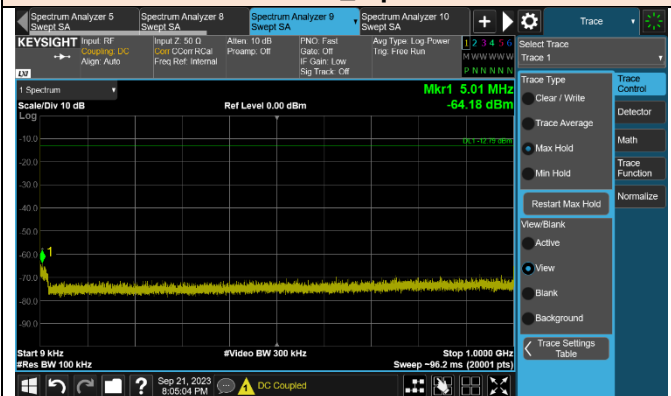 Spectrum Analyzer 5
Swept SA
Spectrum Analyzer 8
Swept SA
Spectrum Analyzer 9
Swept SA
Spectrum Analyzer 10
Swept SA
Trace
KEYSIGHT
Input: RF
Coupling: DC
Align: Auto
Input Z: 50 Ω
Corr CCorr RCal
Freq Ref: Internal
Atten: 10 dB
Preamp: Off
PNO: Fast
Gate: Off
IF Gain: Low
Sig Track: Off
Avg Type: Log-Power
Trig: Free Run
1 2 3 4 5 6
M W W W W W
P N N N N N
LXI
Select Trace
Trace 1
1 Spectrum
Mkr1 5.01 MHz
Scale/Div 10 dB
Ref Level 0.00 dBm
-64.18 dBm
Log
-10.0
DL1 -12.79 dBm
-20.0
-30.0
-40.0
-50.0
-60.0
1
-70.0
-80.0
-90.0
Start 9 kHz
#Video BW 300 kHz
Stop 1.0000 GHz
#Res BW 100 kHz
Sweep ~96.2 ms (20001 pts)
Trace Type
Clear / Write
Trace Average
Max Hold
Min Hold
Restart Max Hold
View/Blank
Active
View
Blank
Background
Trace Settings
Table
Trace
Control
Detector
Math
Trace
Function
Normalize
?
Sep 21, 2023
8:05:04 PM
DC Coupled